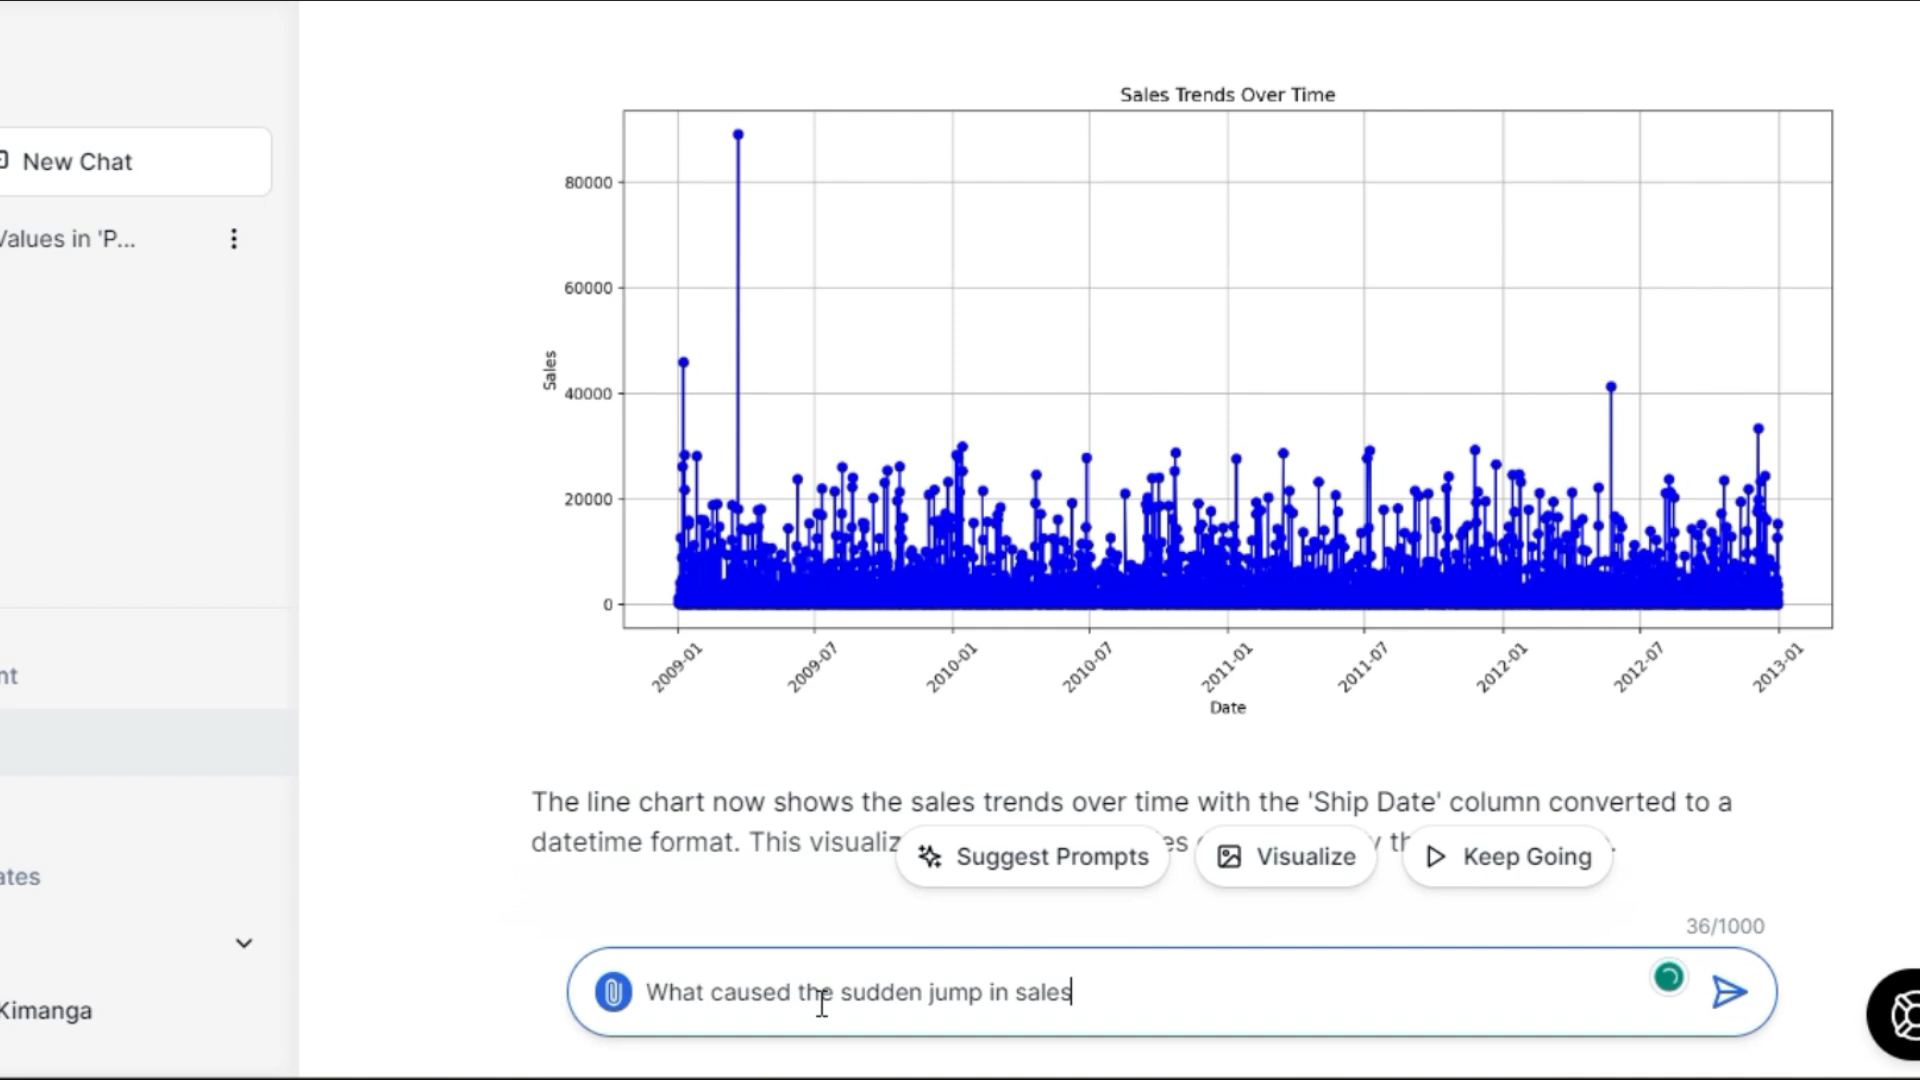 New Chat
Values in 'P...
nt
ates
Kimanga
Sales Trends Over Time
Sales
80000
60000
40000
20000
0
2009-01
2009-07
2010-01
2010-07
2011-01
2011-07
2012-01
2012-07
2013-01
Date
The line chart now shows the sales trends over time with the 'Ship Date' column converted to a
datetime format. This visualiz
Suggest Prompts
Visualize
Keep Going
36/1000
What caused the sudden jump in sales